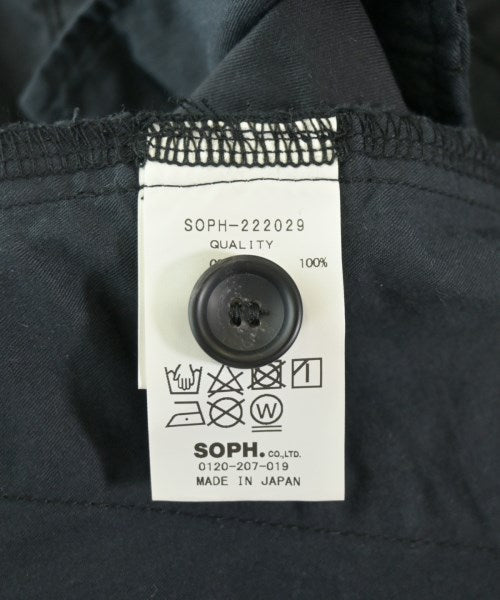 SOPH-222029
QUALITY
100%
W
SOPH. CO.,LTD.
0120-207-019
MADE IN JAPAN